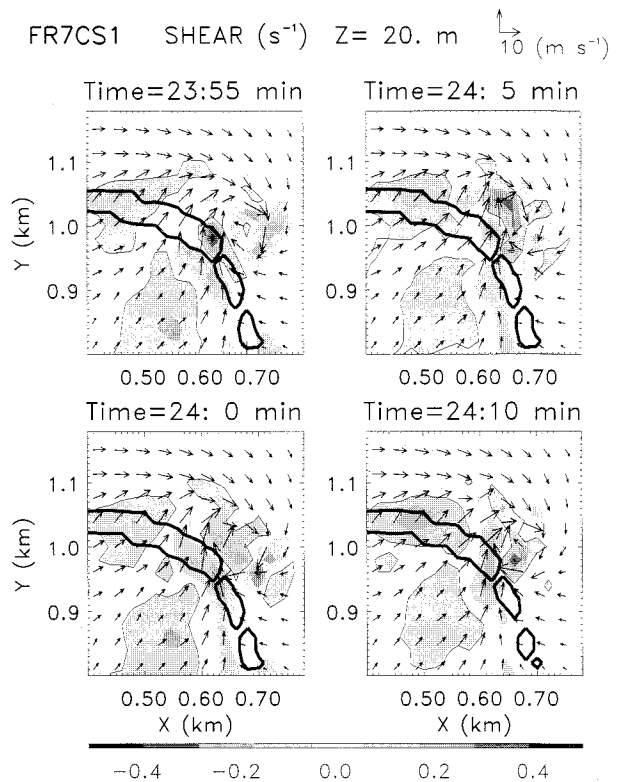 FR7CS1 SHEAR (s⁻¹) Z= 20. m 10 (m s⁻¹)
Time=23:55 min Time=24: 5 min
Y (km)
1.1
1.0
0.9
0.50 0.60 0.70 0.50 0.60 0.70
Time=24: 0 min Time=24:10 min
Y (km)
1.1
1.0
0.9
0.50 0.60 0.70 0.50 0.60 0.70
X (km) X (km)
−0.4 −0.2 0.0 0.2 0.4